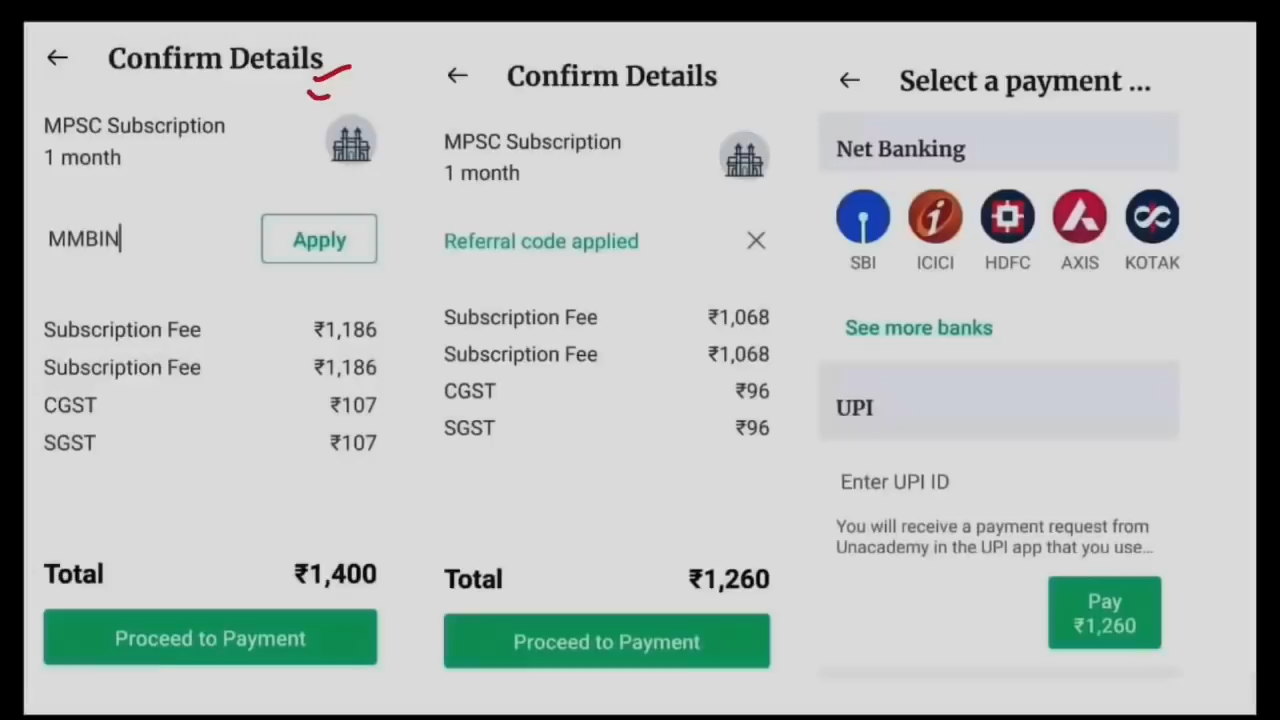 Confirm Details
MPSC Subscription
1 month
MMBIN
Apply
Subscription Fee ₹1,186
Subscription Fee ₹1,186
CGST ₹107
SGST ₹107
Total ₹1,400
Proceed to Payment
Confirm Details
MPSC Subscription
1 month
Referral code applied
Subscription Fee ₹1,068
Subscription Fee ₹1,068
CGST ₹96
SGST ₹96
Total ₹1,260
Proceed to Payment
Select a payment ...
Net Banking
SBI ICICI HDFC AXIS KOTAK
See more banks
UPI
Enter UPI ID
You will receive a payment request from
Unacademy in the UPI app that you use...
Pay
₹1,260